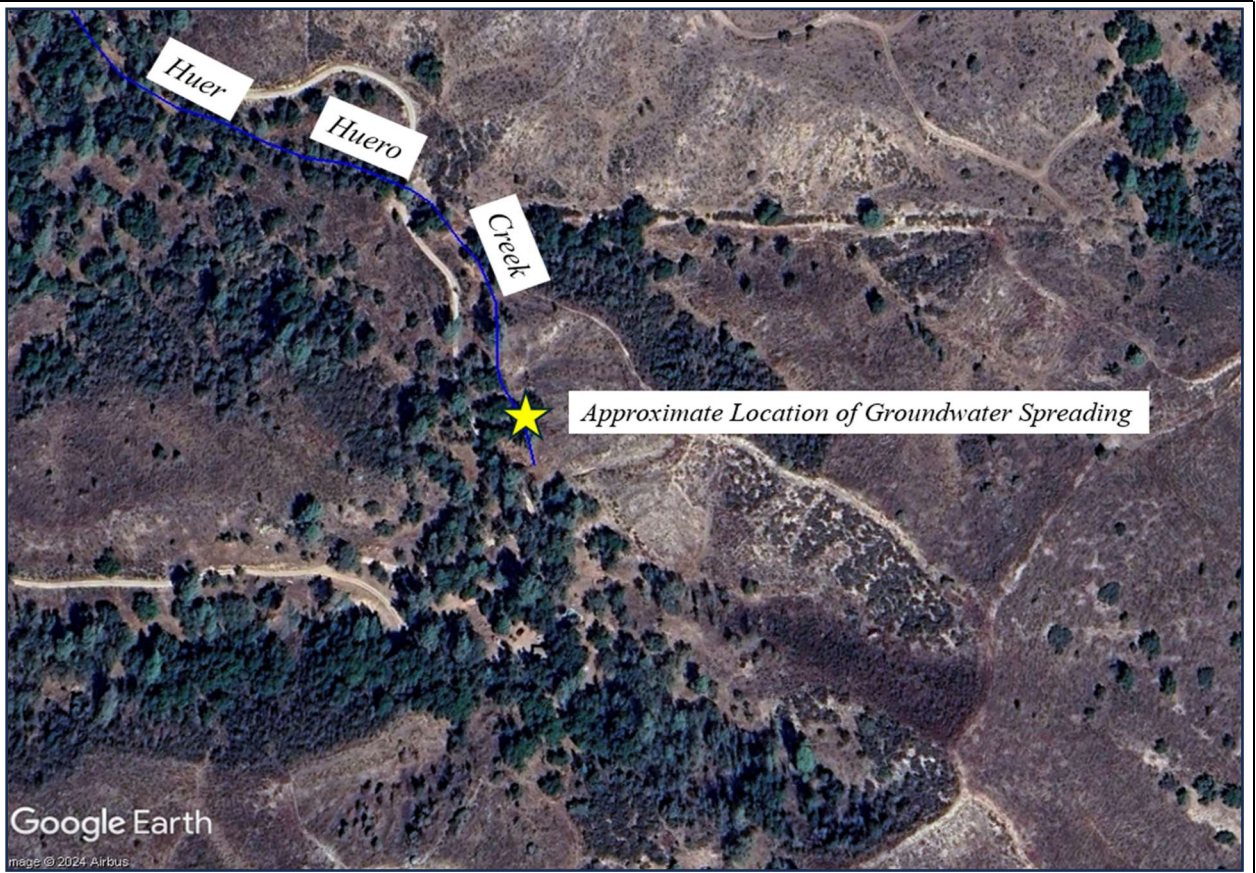 Huer
Huero
Creek
Approximate Location of Groundwater Spreading
Google Earth
mage © 2024 Airbus